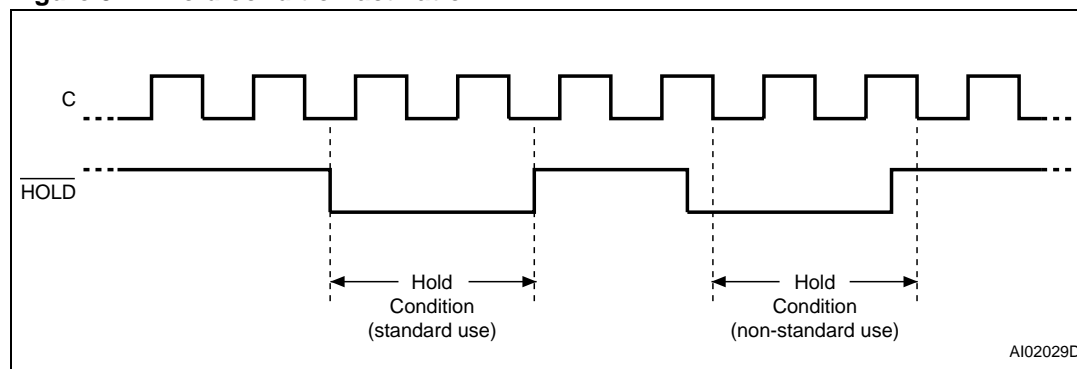 C
HOLD
Hold
Condition
(standard use)
Hold
Condition
(non-standard use)
AI02029D